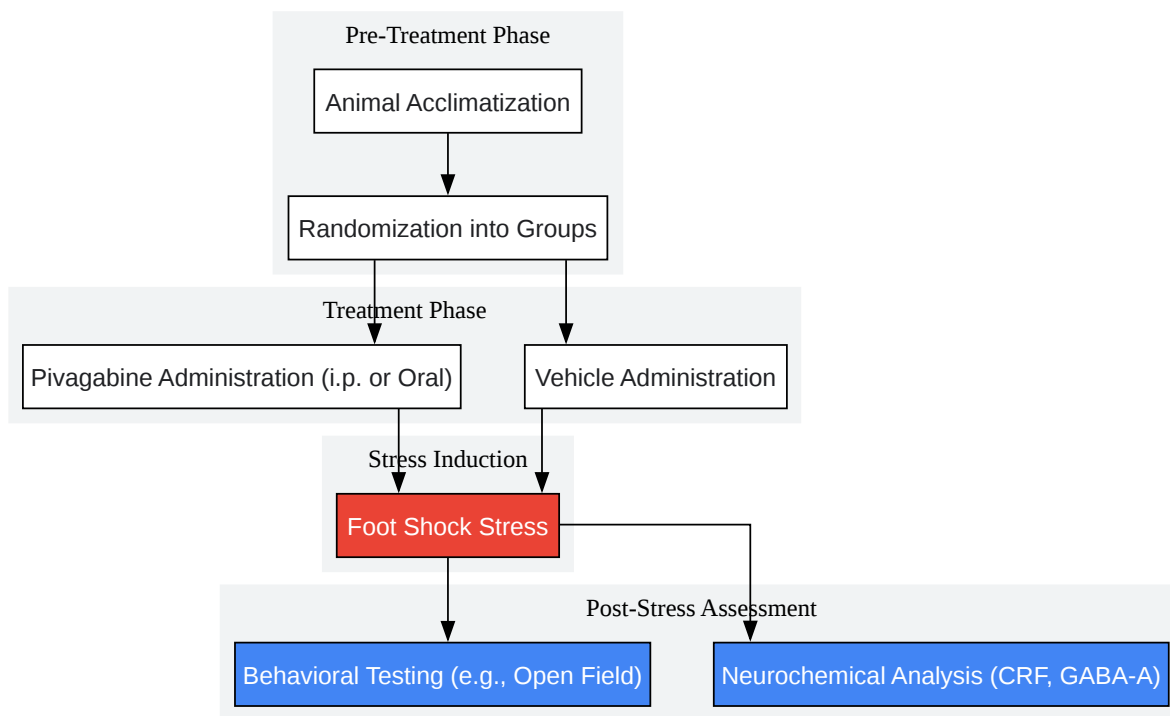 Pre-Treatment Phase
Animal Acclimatization
Randomization into Groups
Treatment Phase
Pivagabine Administration (i.p. or Oral)
Vehicle Administration
Stress Induction
Foot Shock Stress
Post-Stress Assessment
Behavioral Testing (e.g., Open Field)
Neurochemical Analysis (CRF, GABA-A)